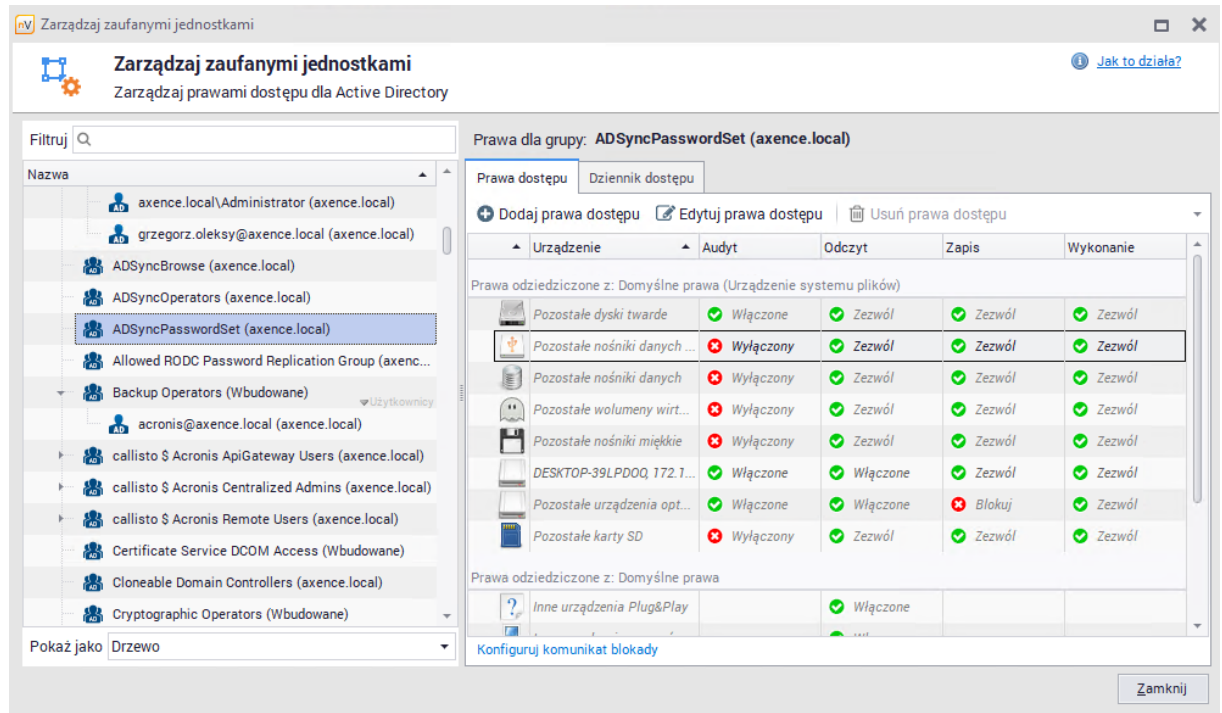 nV Zarządzaj zaufanymi jednostkami
Zarządzaj zaufanymi jednostkami
Zarządzaj prawami dostępu dla Active Directory
Jak to działa?
Filtruj
Nazwa
axence.local\Administrator (axence.local)
grzegorz.oleksy@axence.local (axence.local)
ADSyncBrowse (axence.local)
ADSyncOperators (axence.local)
ADSyncPasswordSet (axence.local)
Allowed RODC Password Replication Group (axenc...
Backup Operators (Wbudowane)
Użytkownicy
acronis@axence.local (axence.local)
callisto $ Acronis ApiGateway Users (axence.local)
callisto $ Acronis Centralized Admins (axence.local)
callisto $ Acronis Remote Users (axence.local)
Certificate Service DCOM Access (Wbudowane)
Cloneable Domain Controllers (axence.local)
Cryptographic Operators (Wbudowane)
Pokaż jako Drzewo
Prawa dla grupy: ADSyncPasswordSet (axence.local)
Prawa dostępu Dziennik dostępu
Dodaj prawa dostępu Edytuj prawa dostępu Usuń prawa dostępu
Urządzenie Audyt Odczyt Zapis Wykonanie
Prawa odziedziczone z: Domyślne prawa (Urządzenie systemu plików)
Pozostałe dyski twarde Włączone Zezwól Zezwól Zezwól
Pozostałe nośniki danych ... Wyłączony Zezwól Zezwól Zezwól
Pozostałe nośniki danych Wyłączony Zezwól Zezwól Zezwól
Pozostałe wolumeny wirt... Wyłączony Zezwól Zezwól Zezwól
Pozostałe nośniki miękkie Wyłączony Zezwól Zezwól Zezwól
DESKTOP-39LPDOQ, 172.1... Włączone Włączone Zezwól Zezwól
Pozostałe urządzenia opt... Włączone Włączone Blokuj Zezwól
Pozostałe karty SD Wyłączony Zezwól Zezwól Zezwól
Prawa odziedziczone z: Domyślne prawa
Inne urządzenia Plug&Play Włączone
Konfiguruj komunikat blokady
Zamknij